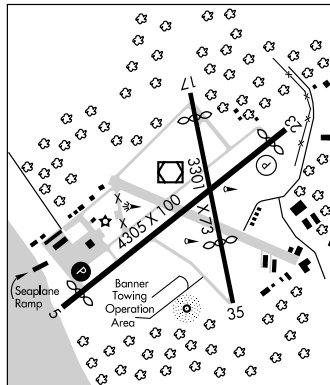 17
23
3301 X 73
P
4305 X 100
X
X
P
Seaplane
Ramp
5
Banner
Towing
Operation
Area
35